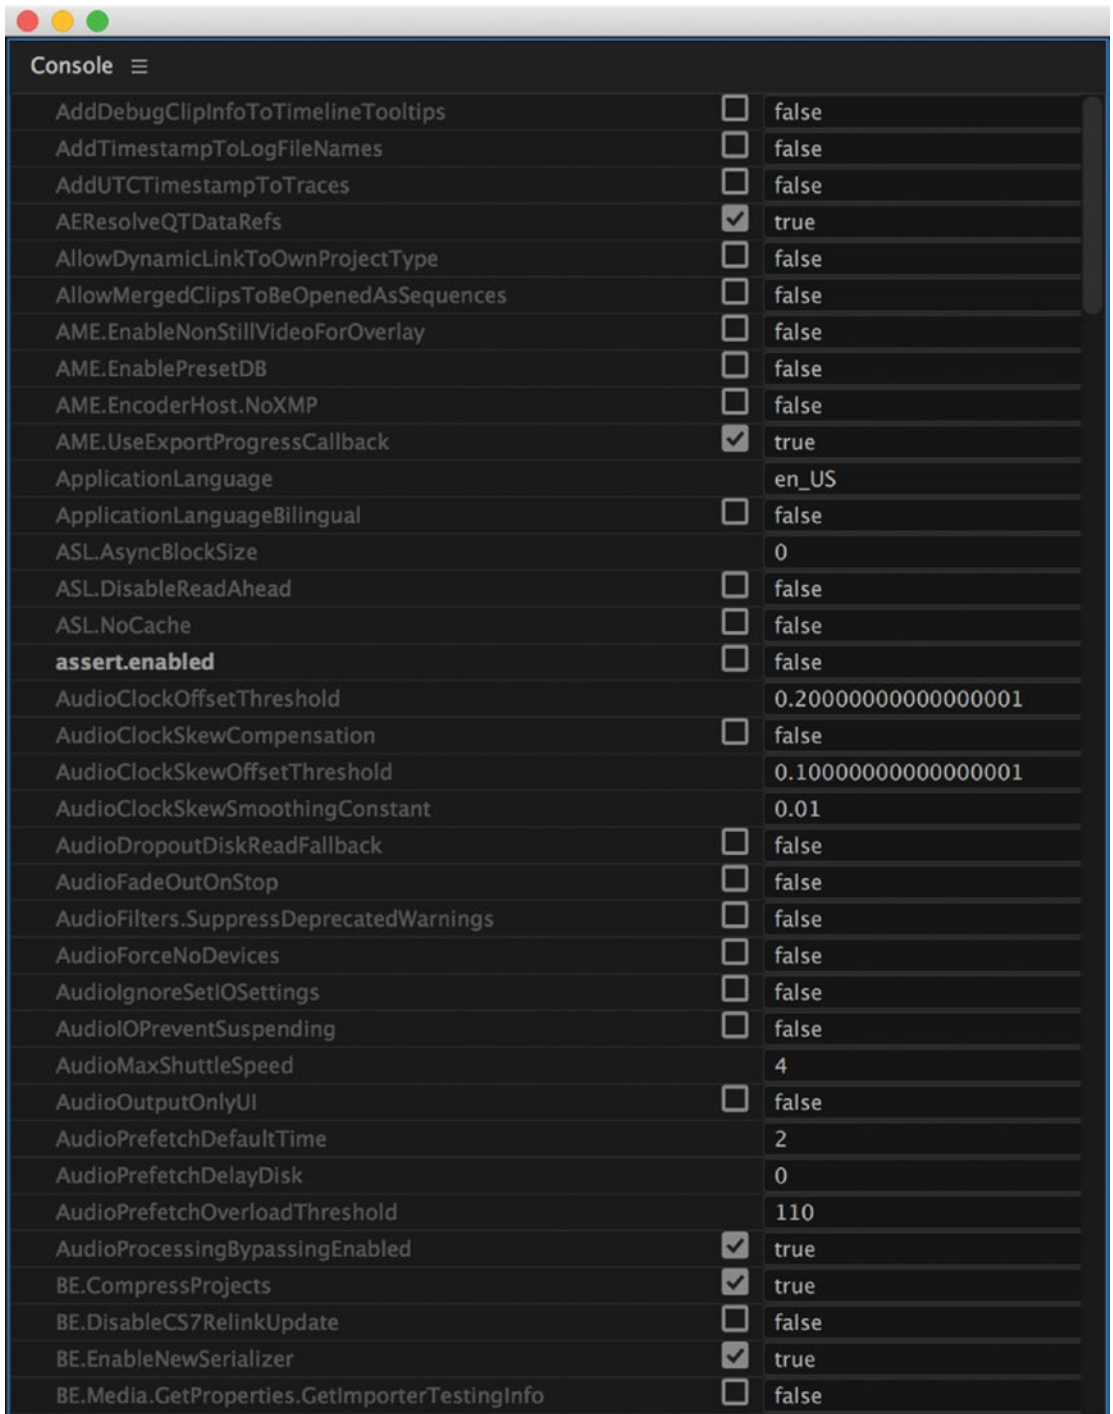 Console
AddDebugClipInfoToTimelineTooltips false
AddTimestampToLogFileNames false
AddUTCTimestampToTraces false
AEResolveQTDataRefs true
AllowDynamicLinkToOwnProjectType false
AllowMergedClipsToBeOpenedAsSequences false
AME.EnableNonStillVideoForOverlay false
AME.EnablePresetDB false
AME.EncoderHost.NoXMP false
AME.UseExportProgressCallback true
ApplicationLanguage en_US
ApplicationLanguageBilingual false
ASL.AsyncBlockSize 0
ASL.DisableReadAhead false
ASL.NoCache false
assert.enabled false
AudioClockOffsetThreshold 0.20000000000000001
AudioClockSkewCompensation false
AudioClockSkewOffsetThreshold 0.10000000000000001
AudioClockSkewSmoothingConstant 0.01
AudioDropoutDiskReadFallback false
AudioFadeOutOnStop false
AudioFilters.SuppressDeprecatedWarnings false
AudioForceNoDevices false
AudioIgnoreSetIOSettings false
AudioIOPreventSuspending false
AudioMaxShuttleSpeed 4
AudioOutputOnlyUI false
AudioPrefetchDefaultTime 2
AudioPrefetchDelayDisk 0
AudioPrefetchOverloadThreshold 110
AudioProcessingBypassingEnabled true
BE.CompressProjects true
BE.DisableCS7RelinkUpdate false
BE.EnableNewSerializer true
BE.Media.GetProperties.GetImporterTestingInfo false